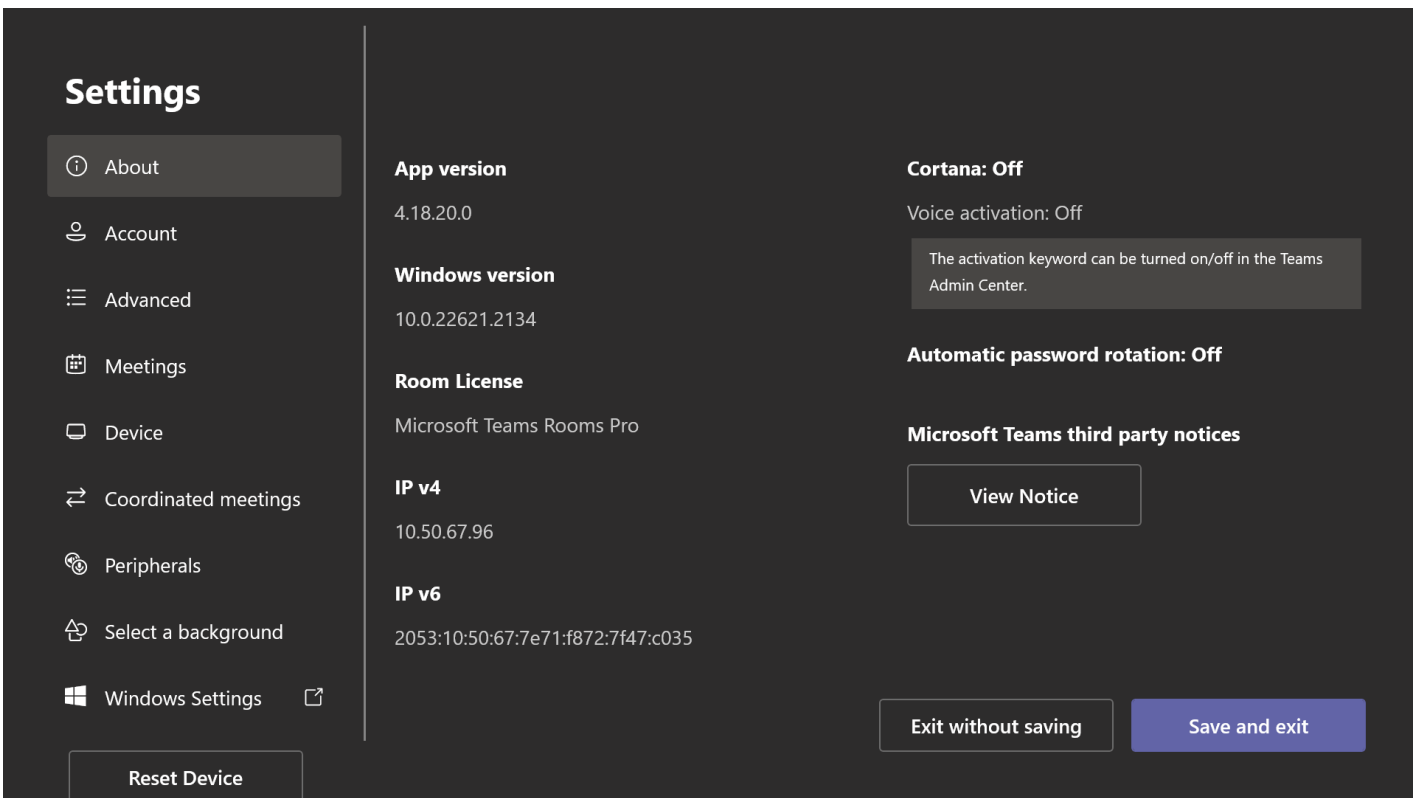 Settings
About
Account
Advanced
Meetings
Device
Coordinated meetings
Peripherals
Select a background
Windows Settings
Reset Device
App version
4.18.20.0
Windows version
10.0.22621.2134
Room License
Microsoft Teams Rooms Pro
IP v4
10.50.67.96
IP v6
2053:10:50:67:7e71:f872:7f47:c035
Cortana: Off
Voice activation: Off
The activation keyword can be turned on/off in the Teams
Admin Center.
Automatic password rotation: Off
Microsoft Teams third party notices
View Notice
Exit without saving
Save and exit